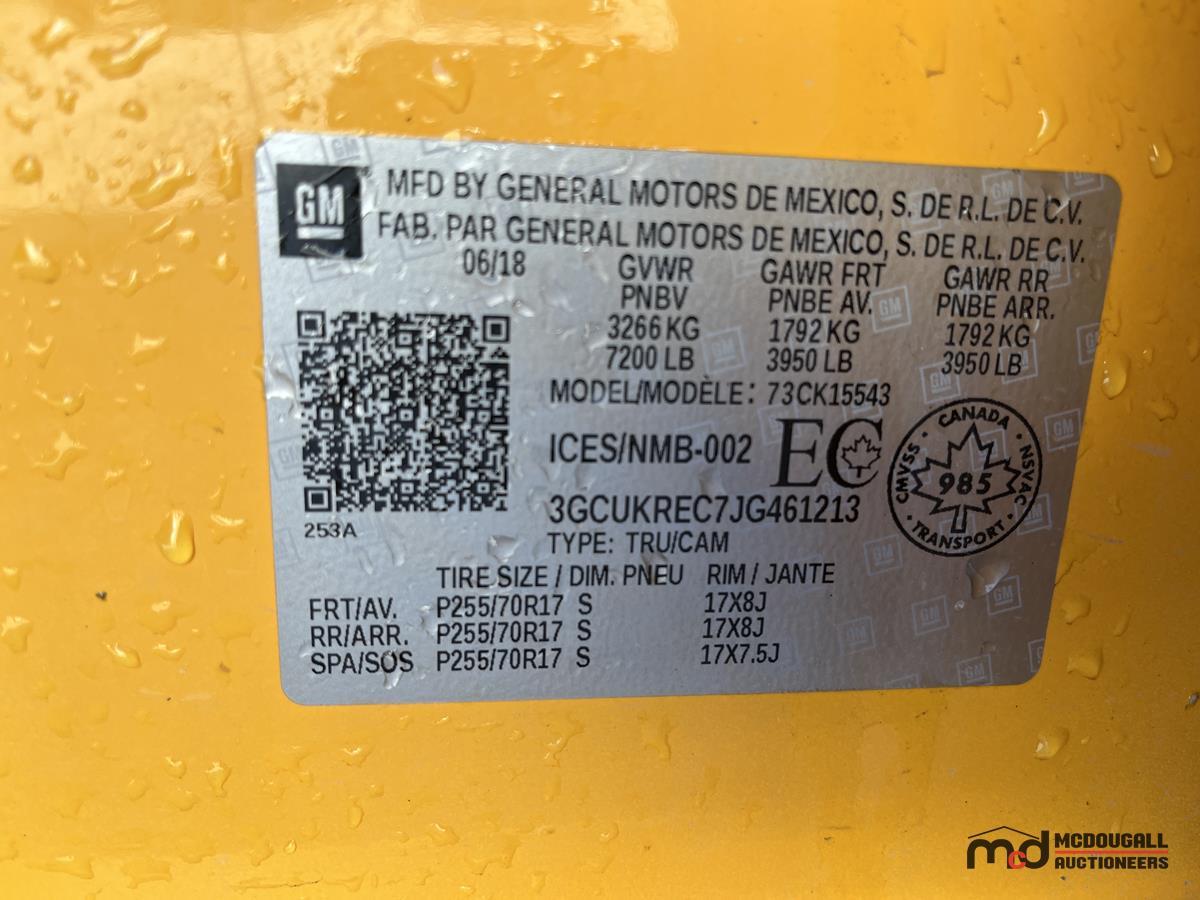 GM
MFD BY GENERAL MOTORS DE MEXICO, S. DE R.L. DE C.V.
FAB. PAR GENERAL MOTORS DE MEXICO, S. DE R.L. DE C.V.
06/18 GVWR GAWR FRT GAWR RR
PNBV PNBE AV. PNBE ARR.
3266 KG 1792 KG 1792 KG
7200 LB 3950 LB 3950 LB
MODEL/MODÈLE: 73CK15543
ICES/NMB-002 EC
CANADA
CMVSS 985 NSVAC
TRANSPORT
3GCUKREC7JG461213
253A
TYPE: TRU/CAM
TIRE SIZE / DIM. PNEU RIM / JANTE
FRT/AV. P255/70R17 S 17X8J
RR/ARR. P255/70R17 S 17X8J
SPA/SOS P255/70R17 S 17X7.5J
mcd MCDOUGALL
AUCTIONEERS